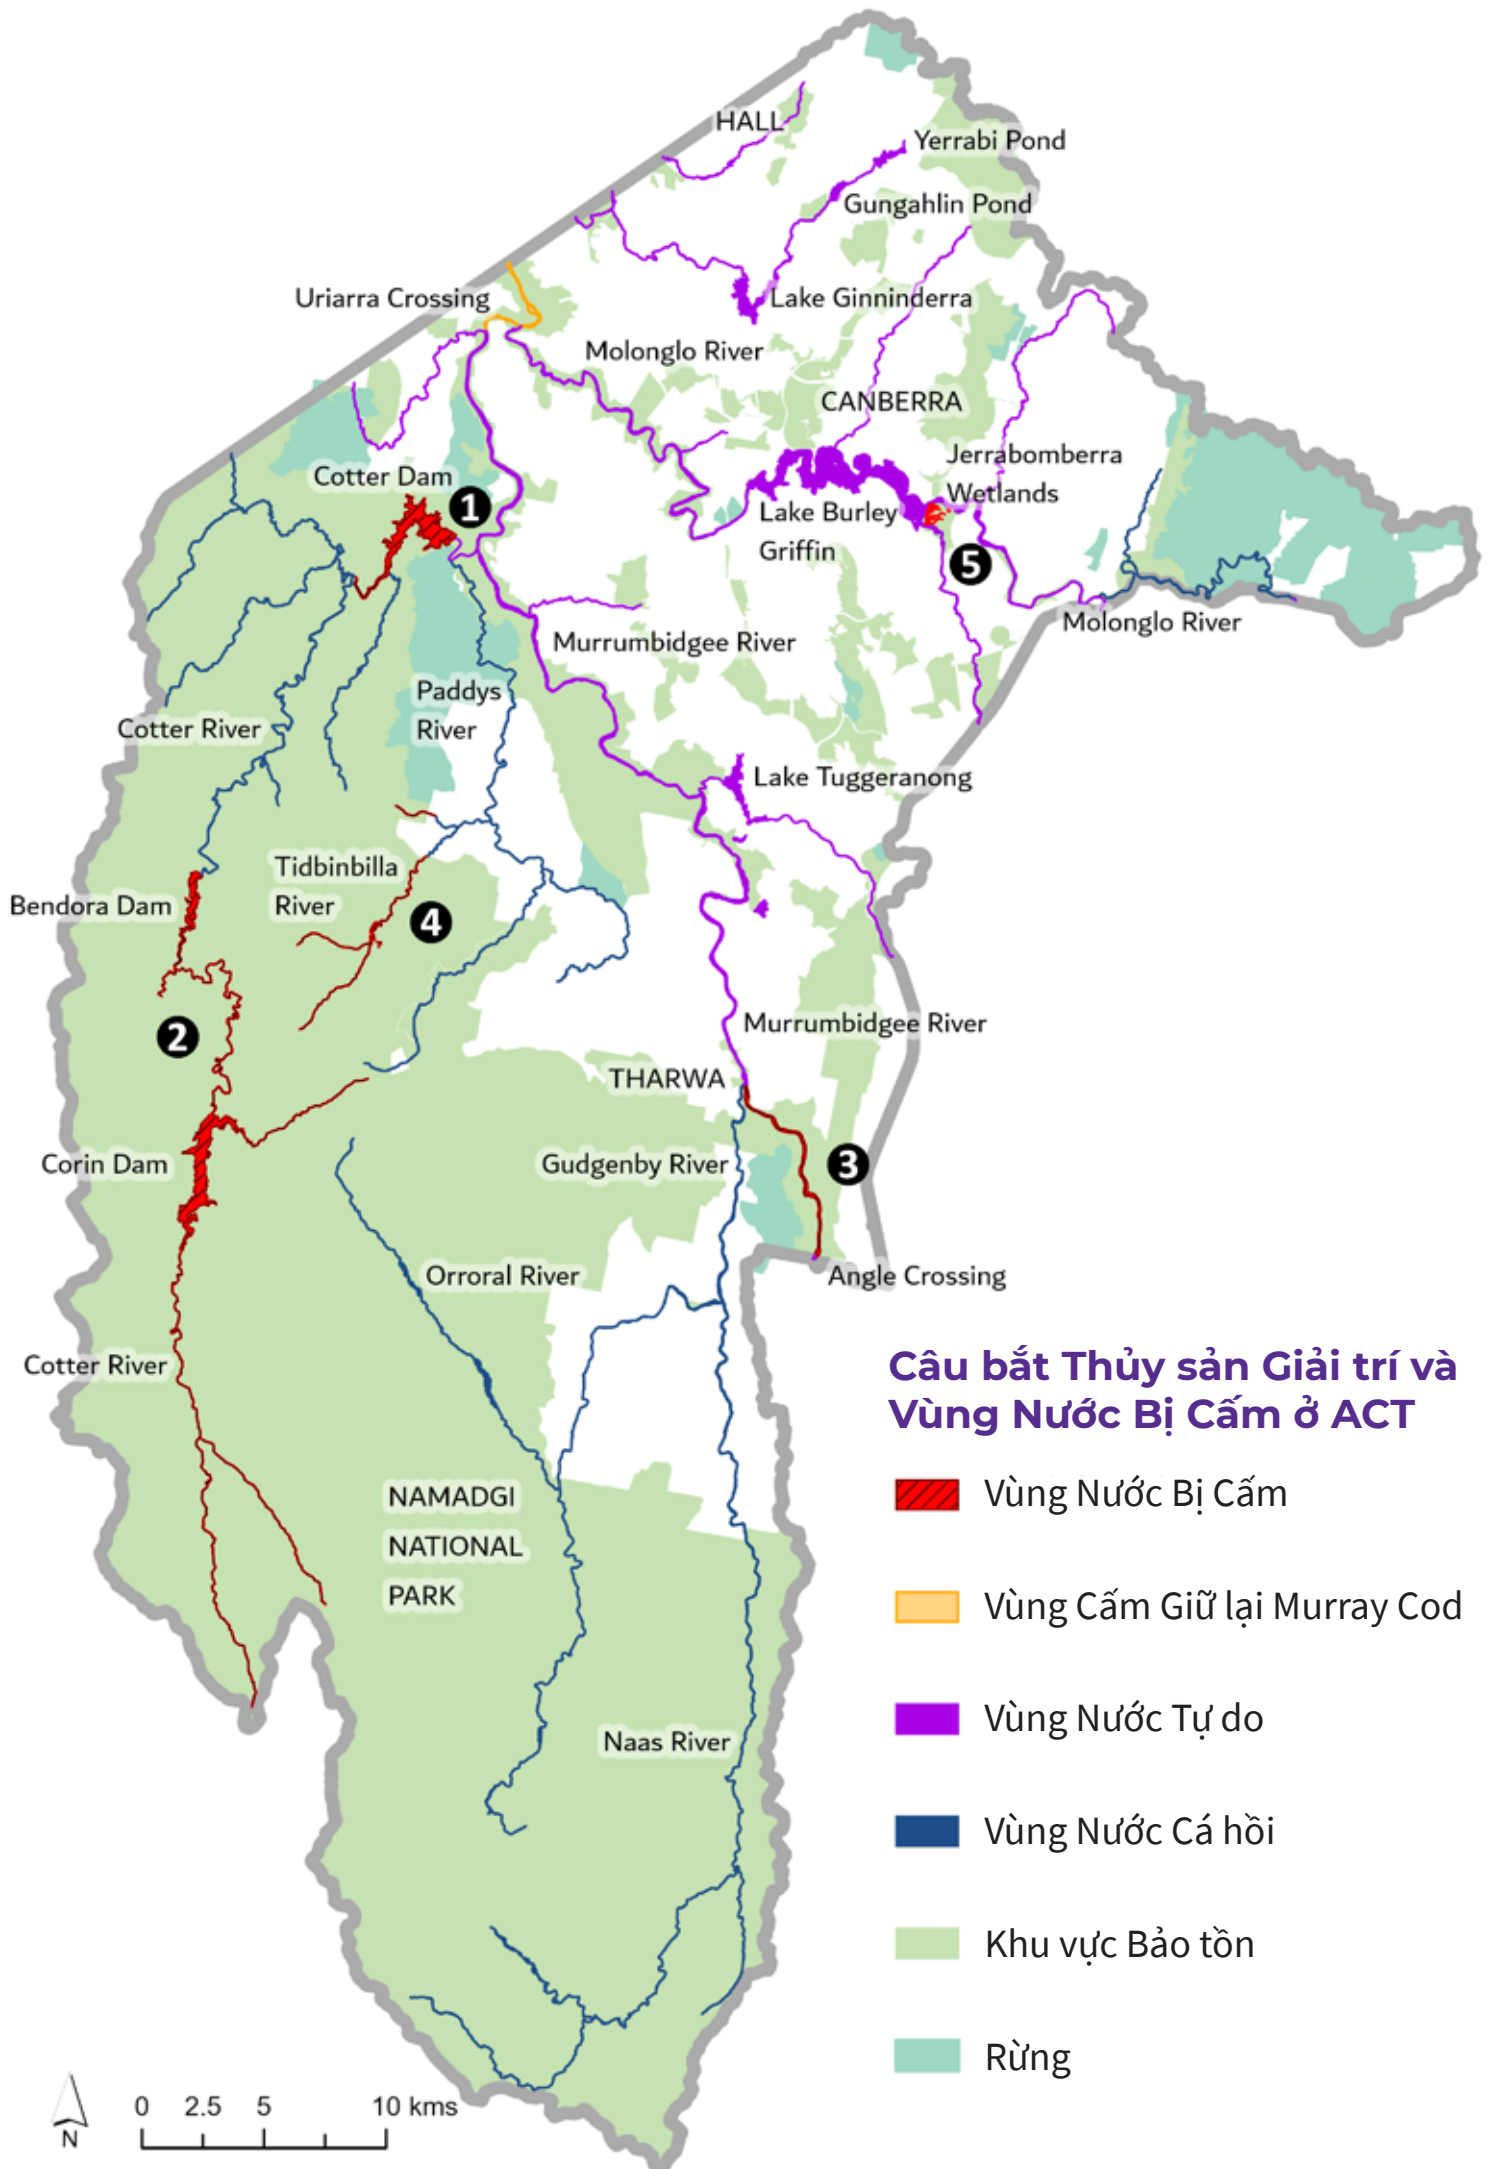 HALL
Yerrabi Pond
Gungahlin Pond
Uriarra Crossing
Lake Ginninderra
Molonglo River
CANBERRA
Jerrabomberra
Wetlands
Cotter Dam
1
Lake Burley
Griffin
5
Molonglo River
Murrumbidgee River
Paddys
River
Cotter River
Lake Tuggeranong
Tidbinbilla
River
Bendora Dam
4
2
Murrumbidgee River
THARWA
Corin Dam
Gudgenby River
3
Orroral River
Angle Crossing
Cotter River
Câu bắt Thủy sản Giải trí và
Vùng Nước Bị Cấm ở ACT
Vùng Nước Bị Cấm
NAMADGI
NATIONAL
PARK
Vùng Cấm Giữ lại Murray Cod
Vùng Nước Tự do
Naas River
Vùng Nước Cá hồi
Khu vực Bảo tồn
Rừng
0 2.5 5 10 kms
N